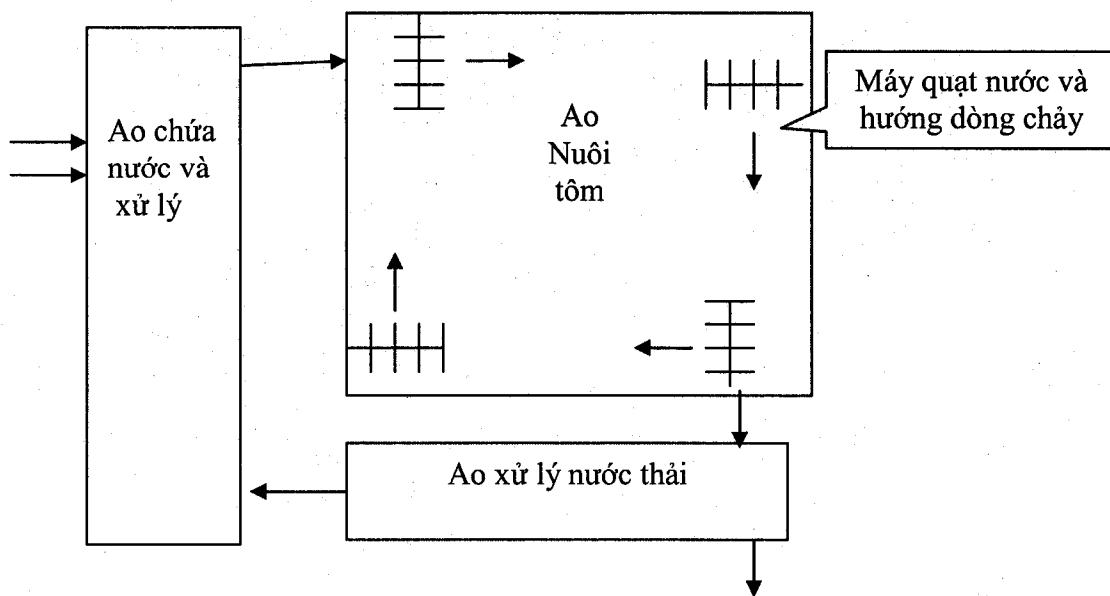 Ao chứa
nước và
xử lý
Ao
Nuôi
tôm
Máy quạt nước và
hướng dòng chảy
Ao xử lý nước thải